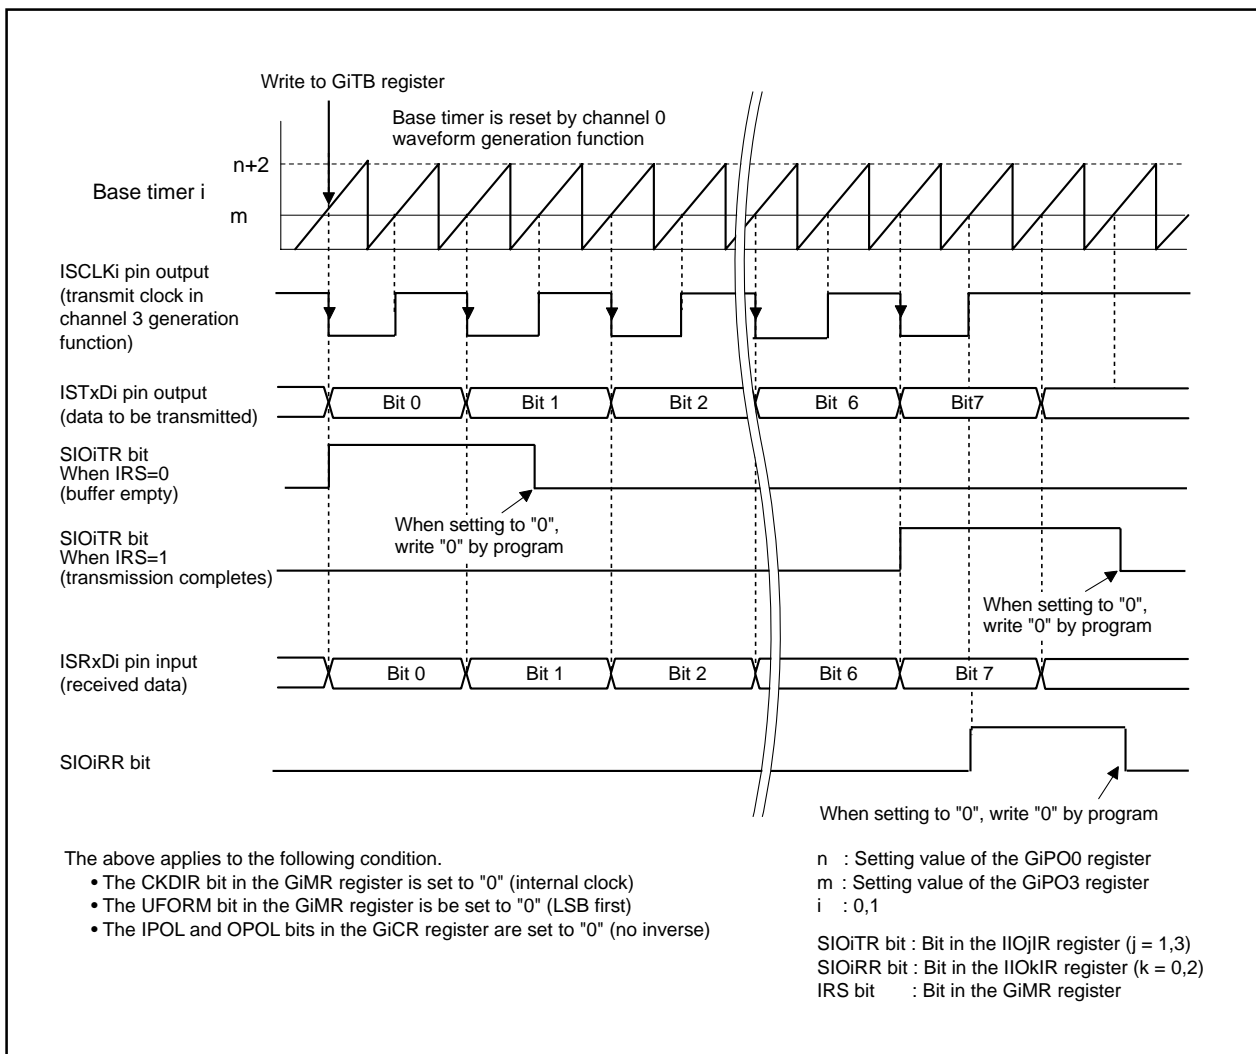 Write to GiTB register
Base timer is reset by channel 0
waveform generation function
n+2
Base timer i
m
ISCLKi pin output
(transmit clock in
channel 3 generation
function)
ISTxDi pin output
(data to be transmitted)
Bit 0
Bit 1
Bit 2
Bit 6
Bit7
SIOiTR bit
When IRS=0
(buffer empty)
When setting to "0",
write "0" by program
SIOiTR bit
When IRS=1
(transmission completes)
When setting to "0",
write "0" by program
ISRxDi pin input
(received data)
Bit 0
Bit 1
Bit 2
Bit 6
Bit 7
SIOiRR bit
When setting to "0", write "0" by program
The above applies to the following condition.
• The CKDIR bit in the GiMR register is set to "0" (internal clock)
• The UFORM bit in the GiMR register is be set to "0" (LSB first)
• The IPOL and OPOL bits in the GiCR register are set to "0" (no inverse)
n : Setting value of the GiPO0 register
m : Setting value of the GiPO3 register
i : 0,1
SIOiTR bit : Bit in the IIOjIR register (j = 1,3)
SIOiRR bit : Bit in the IIOkIR register (k = 0,2)
IRS bit : Bit in the GiMR register